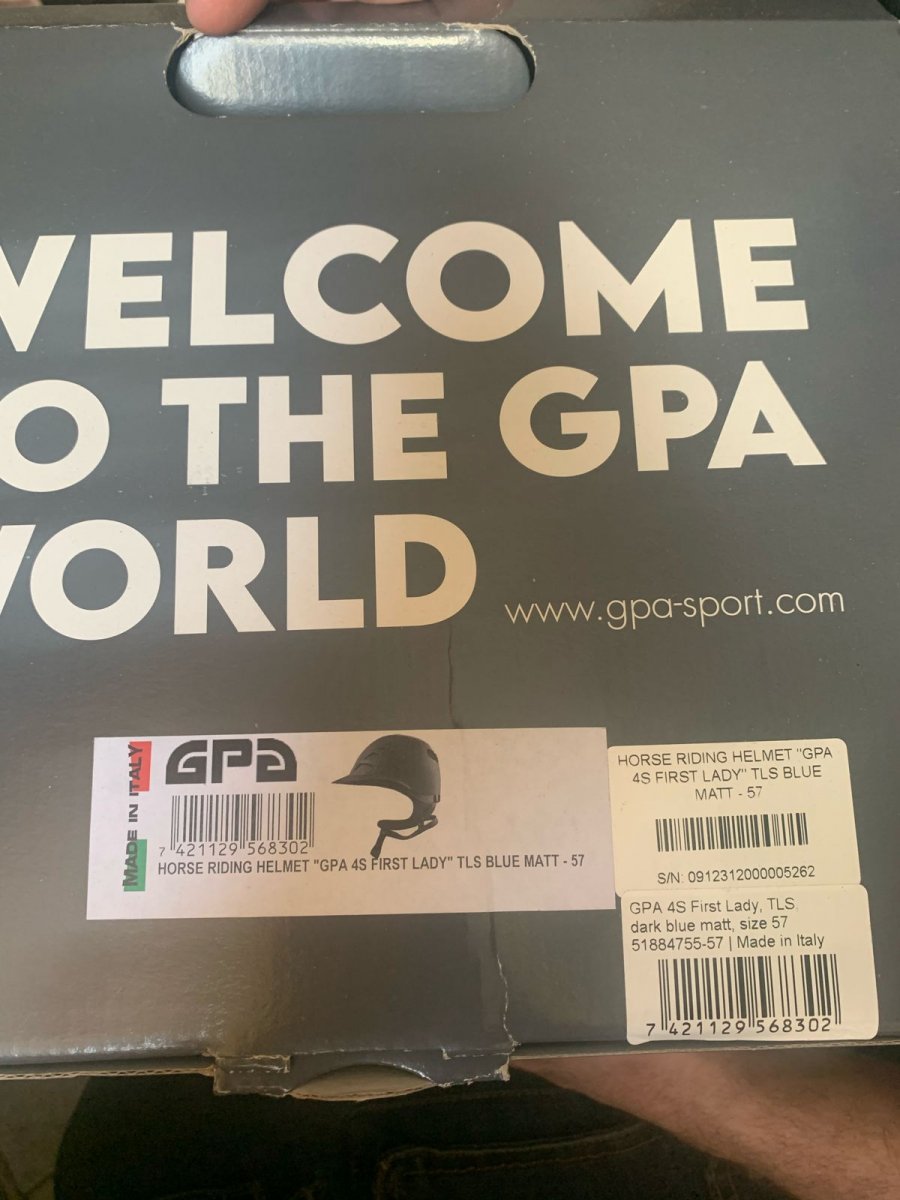 WELCOME
TO THE GPA
WORLD
www.gpa-sport.com
MADE IN ITALY
GPA
7 421129 568302
HORSE RIDING HELMET "GPA 4S FIRST LADY" TLS BLUE MATT - 57
HORSE RIDING HELMET "GPA
4S FIRST LADY" TLS BLUE
MATT - 57
S/N: 0912312000005262
GPA 4S First Lady, TLS,
dark blue matt, size 57
51884755-57 | Made in Italy
7 421129 568302